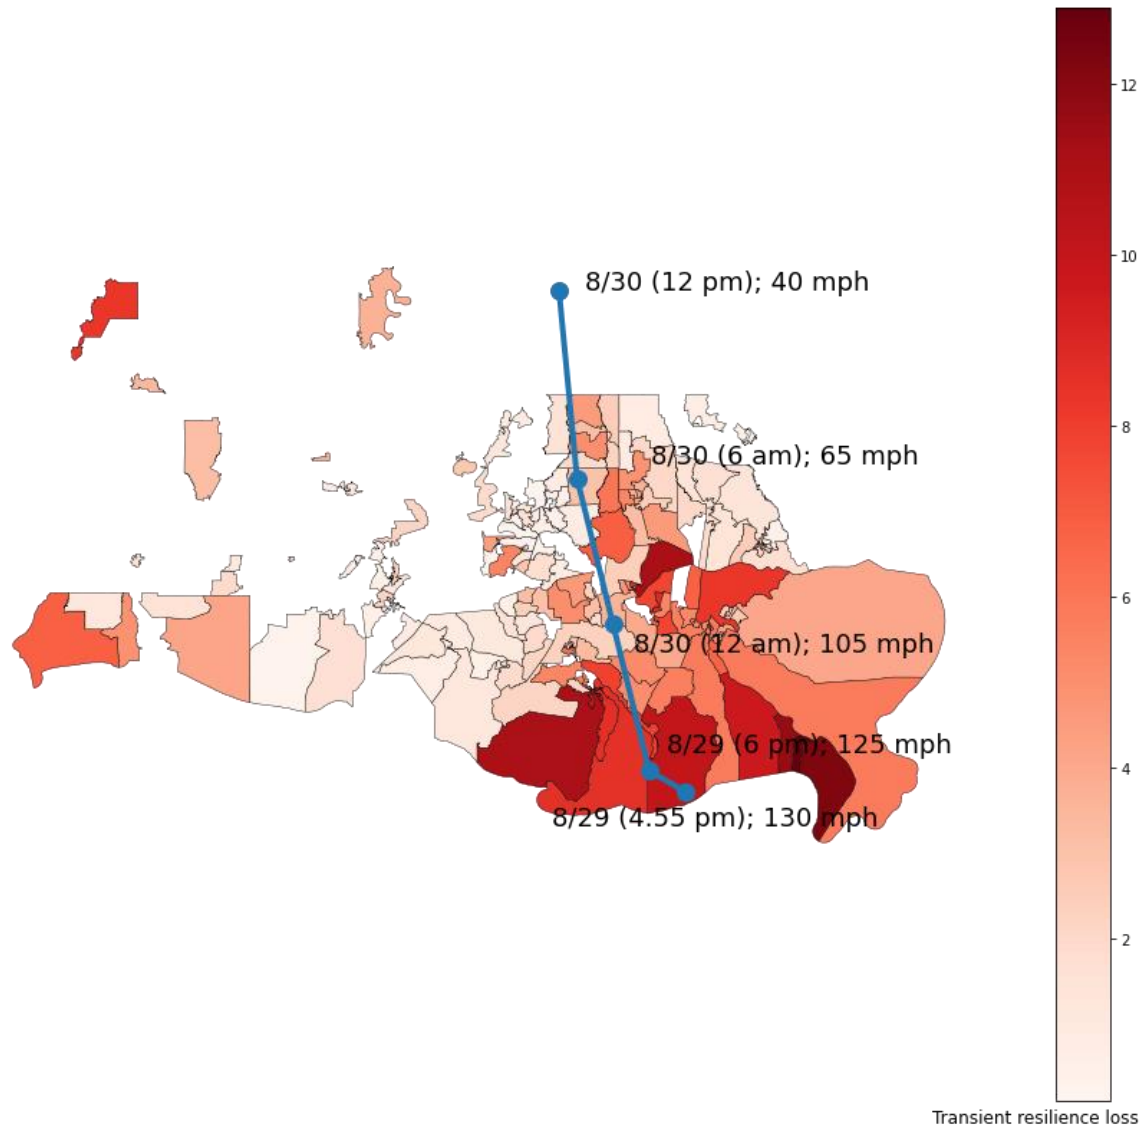 12
10
8/30 (12 pm); 40 mph
8
8/30 (6 am); 65 mph
6
8/30 (12 am); 105 mph
8/29 (6 pm); 125 mph
4
8/29 (4.55 pm); 130 mph
2
Transient resilience loss